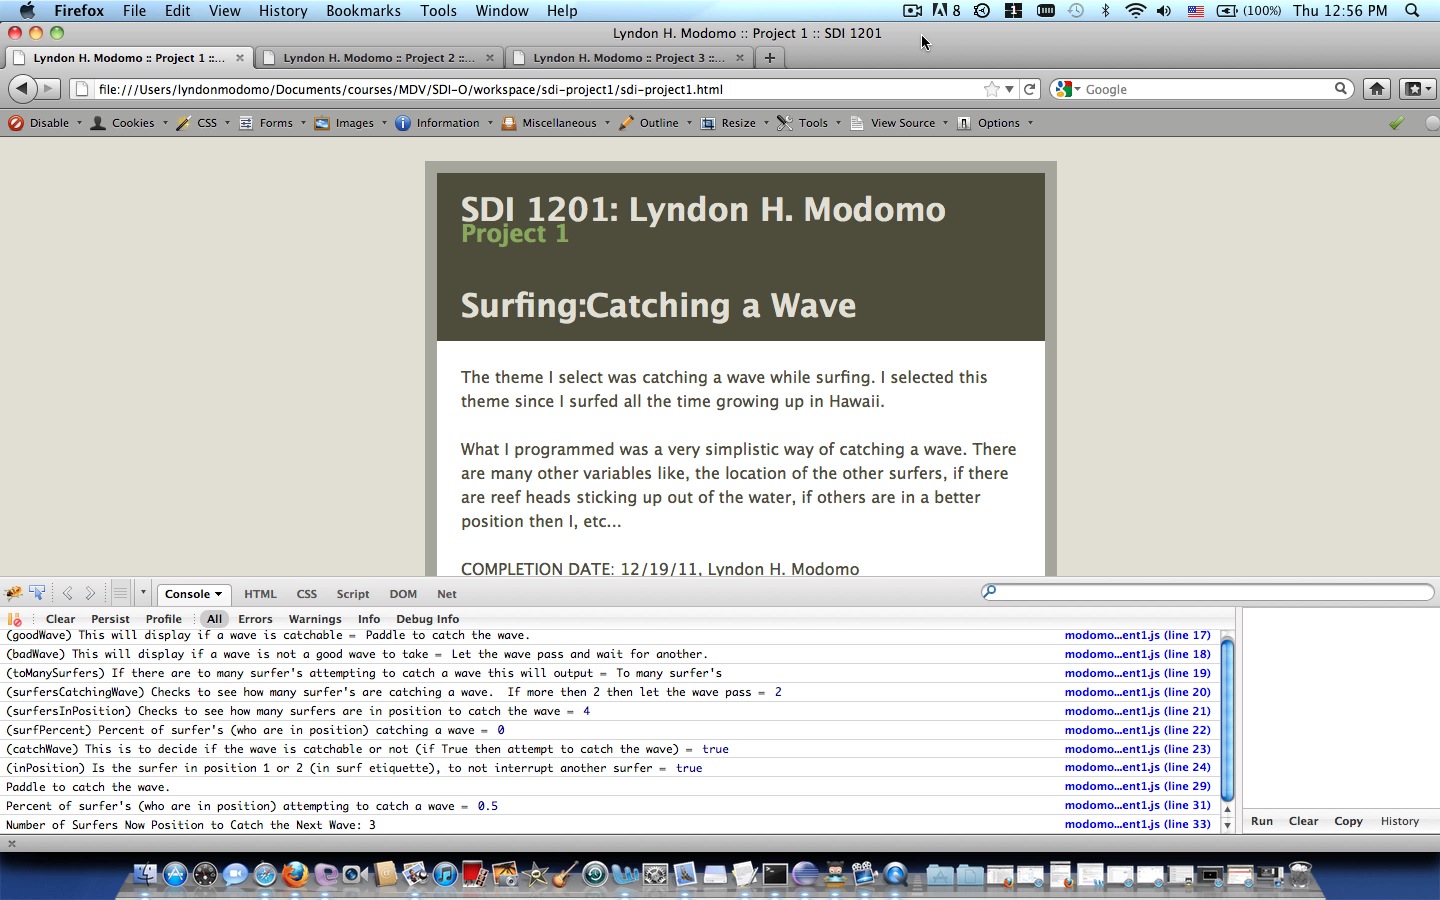 Firefox File Edit View History Bookmarks Tools Window Help 8 1 (100%) Thu 12:56 PM
Lyndon H. Modomo :: Project 1 :: SDI 1201
Lyndon H. Modomo :: Project 1 ::... Lyndon H. Modomo :: Project 2 ::... Lyndon H. Modomo :: Project 3 ::...
file:///Users/lyndonmodomo/Documents/courses/MDV/SDI-O/workspace/sdi-project1/sdi-project1.html Google
Disable Cookies CSS Forms Images Information Miscellaneous Outline Resize Tools View Source Options
SDI 1201: Lyndon H. Modomo
Project 1
Surfing:Catching a Wave
The theme I select was catching a wave while surfing. I selected this
theme since I surfed all the time growing up in Hawaii.
What I programmed was a very simplistic way of catching a wave. There
are many other variables like, the location of the other surfers, if there
are reef heads sticking up out of the water, if others are in a better
position then I, etc...
COMPLETION DATE: 12/19/11, Lyndon H. Modomo
Console HTML CSS Script DOM Net
Clear Persist Profile All Errors Warnings Info Debug Info
(goodWave) This will display if a wave is catchable = Paddle to catch the wave. modomo...ent1.js (line 17)
(badWave) This will display if a wave is not a good wave to take = Let the wave pass and wait for another. modomo...ent1.js (line 18)
(toManySurfers) If there are to many surfer's attempting to catch a wave this will output = To many surfer's modomo...ent1.js (line 19)
(surfersCatchingWave) Checks to see how many surfer's are catching a wave. If more then 2 then let the wave pass = 2 modomo...ent1.js (line 20)
(surfersInPosition) Checks to see how many surfers are in position to catch the wave = 4 modomo...ent1.js (line 21)
(surfPercent) Percent of surfer's (who are in position) catching a wave = 0 modomo...ent1.js (line 22)
(catchWave) This is to decide if the wave is catchable or not (if True then attempt to catch the wave) = true modomo...ent1.js (line 23)
(inPosition) Is the surfer in position 1 or 2 (in surf etiquette), to not interrupt another surfer = true modomo...ent1.js (line 24)
Paddle to catch the wave. modomo...ent1.js (line 29)
Percent of surfer's (who are in position) attempting to catch a wave = 0.5 modomo...ent1.js (line 31)
Number of Surfers Now Position to Catch the Next Wave: 3 modomo...ent1.js (line 33)
Run Clear Copy History